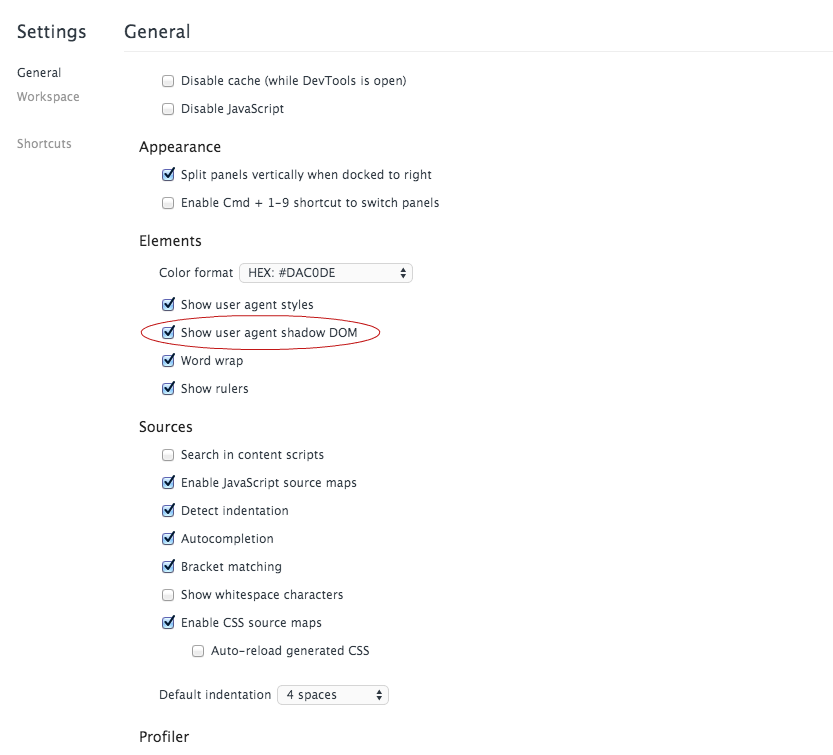 Settings
General
General
Workspace
Shortcuts
Disable cache (while DevTools is open)
Disable JavaScript
Appearance
Split panels vertically when docked to right
Enable Cmd + 1-9 shortcut to switch panels
Elements
Color format HEX: #DAC0DE
Show user agent styles
Show user agent shadow DOM
Word wrap
Show rulers
Sources
Search in content scripts
Enable JavaScript source maps
Detect indentation
Autocompletion
Bracket matching
Show whitespace characters
Enable CSS source maps
Auto-reload generated CSS
Default indentation 4 spaces
Profiler